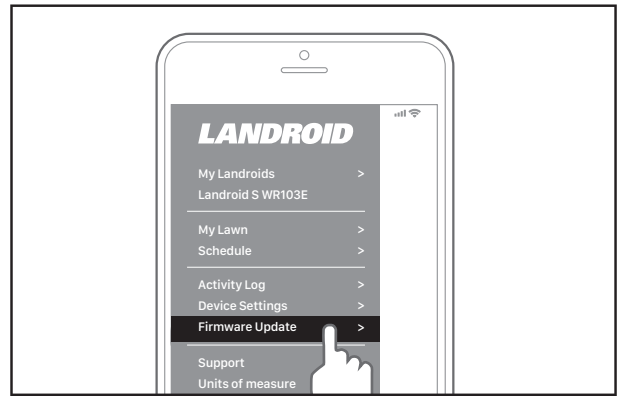 LANDROID
My Landroids >
Landroid S WR103E
My Lawn >
Schedule >
Activity Log >
Device Settings >
Firmware Update >
Support
Units of measure